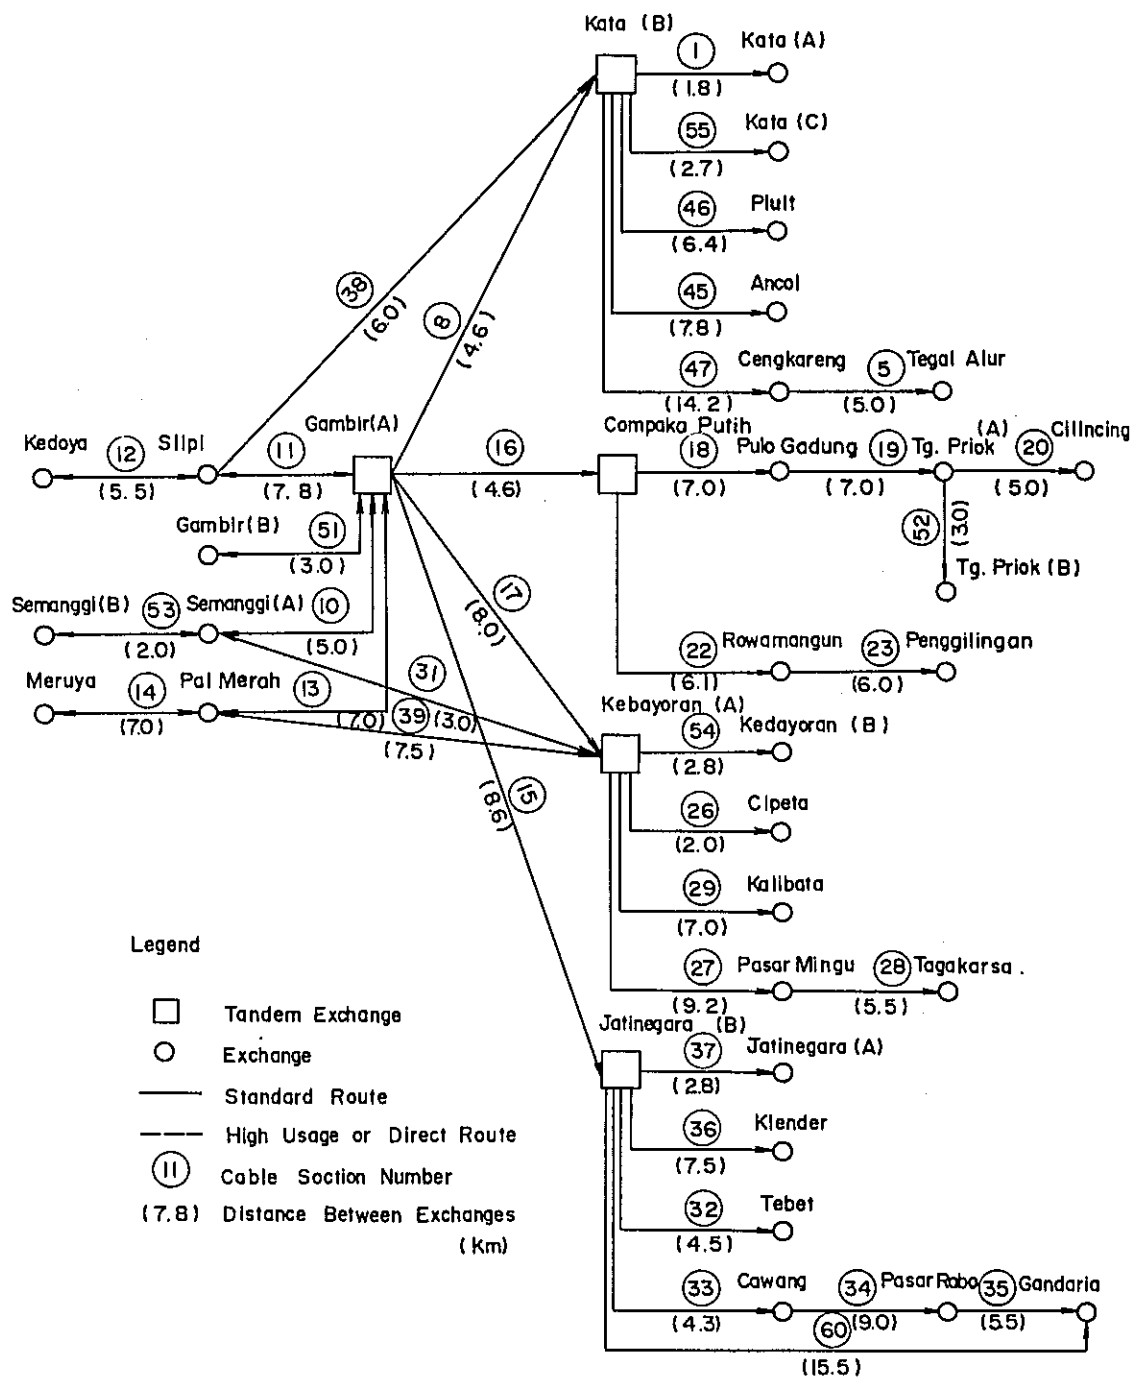 Kata (B)
1
Kata (A)
(1.8)
55
Kata (C)
(2.7)
46
Pluit
(6.4)
45
Ancol
(7.8)
47
Cengkareng
5
Tegal Alur
(14.2)
(5.0)
38
(6.0)
8
(4.6)
Kedoya
12
Slipi
11
Gambir(A)
(5.5)
(7.8)
16
(4.6)
Compaka Putih
18
Pulo Gadung
19
Tg. Priok
(A)
20
Cilincing
(7.0)
(7.0)
(5.0)
52
(3.0)
Tg. Priok (B)
Gambir(B)
51
(3.0)
Semanggi(B)
53
Semanggi(A)
10
(2.0)
(5.0)
17
(8.0)
22
Rowamangun
23
Penggilingan
(6.1)
(6.0)
Meruya
14
Pal Merah
13
31
(7.0)
(7.0)
39
(3.0)
(7.5)
15
(8.6)
Kebayoran (A)
54
Kedayoran (B)
(2.8)
26
Cipeta
(2.0)
29
Kalibata
(7.0)
27
Pasar Mingu
28
Tagakarsa .
(9.2)
(5.5)
Jatinegara (B)
37
Jatinegara (A)
(2.8)
36
Klender
(7.5)
32
Tebet
(4.5)
33
Cawang
34
Pasar Robo
35
Gandaria
(4.3)
60
(9.0)
(5.5)
(15.5)
Legend
Tandem Exchange
Exchange
Standard Route
High Usage or Direct Route
11
Cable Soction Number
(7.8) Distance Between Exchanges
(Km)